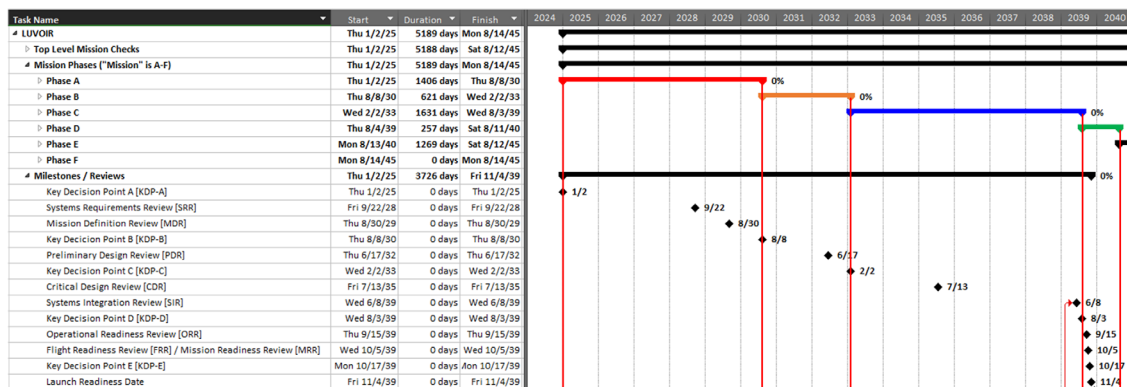 Task Name Start Duration Finish 2024 2025 2026 2027 2028 2029 2030 2031 2032 2033 2034 2035 2036 2037 2038 2039 2040
LUVOIR Thu 1/2/25 5189 days Mon 8/14/45
Top Level Mission Checks Thu 1/2/25 5188 days Sat 8/12/45
Mission Phases ("Mission" is A-F) Thu 1/2/25 5189 days Mon 8/14/45
Phase A Thu 1/2/25 1406 days Thu 8/8/30 0%
Phase B Thu 8/8/30 621 days Wed 2/2/33 0%
Phase C Wed 2/2/33 1631 days Wed 8/3/39 0%
Phase D Thu 8/4/39 257 days Sat 8/11/40
Phase E Mon 8/13/40 1269 days Sat 8/12/45
Phase F Mon 8/14/45 0 days Mon 8/14/45
Milestones / Reviews Thu 1/2/25 3726 days Fri 11/4/39 0%
Key Decision Point A [KDP-A] Thu 1/2/25 0 days Thu 1/2/25 1/2
Systems Requirements Review [SRR] Fri 9/22/28 0 days Fri 9/22/28 9/22
Mission Definition Review [MDR] Thu 8/30/29 0 days Thu 8/30/29 8/30
Key Decision Point B [KDP-B] Thu 8/8/30 0 days Thu 8/8/30 8/8
Preliminary Design Review [PDR] Thu 6/17/32 0 days Thu 6/17/32 6/17
Key Decision Point C [KDP-C] Wed 2/2/33 0 days Wed 2/2/33 2/2
Critical Design Review [CDR] Fri 7/13/35 0 days Fri 7/13/35 7/13
Systems Integration Review [SIR] Wed 6/8/39 0 days Wed 6/8/39 6/8
Key Decision Point D [KDP-D] Wed 8/3/39 0 days Wed 8/3/39 8/3
Operational Readiness Review [ORR] Thu 9/15/39 0 days Thu 9/15/39 9/15
Flight Readiness Review [FRR] / Mission Readiness Review [MRR] Wed 10/5/39 0 days Wed 10/5/39 10/5
Key Decision Point E [KDP-E] Mon 10/17/39 0 days Mon 10/17/39 10/17
Launch Readiness Date Fri 11/4/39 0 days Fri 11/4/39 11/4